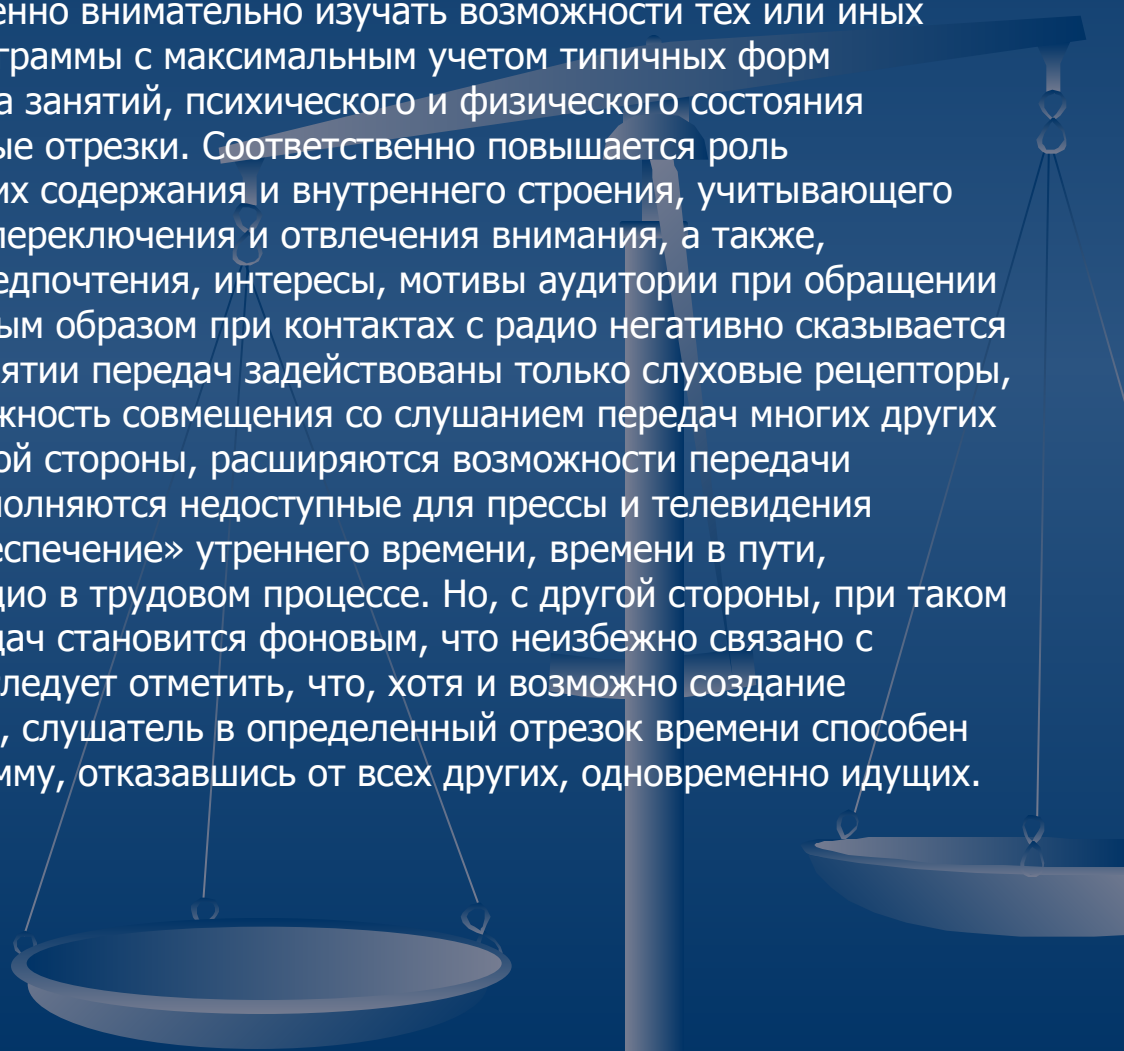 енно внимательно изучать возможности тех или иных
граммы с максимальным учетом типичных форм
а занятий, психического и физического состояния
ые отрезки. Соответственно повышается роль
их содержания и внутреннего строения, учитывающего
переключения и отвлечения внимания, а также,
едпочтения, интересы, мотивы аудитории при обращении
ым образом при контактах с радио негативно сказывается
ятии передач задействованы только слуховые рецепторы,
жность совмещения со слушанием передач многих других
ой стороны, расширяются возможности передачи
полняются недоступные для прессы и телевидения
еспечение» утреннего времени, времени в пути,
дио в трудовом процессе. Но, с другой стороны, при таком
дач становится фоновым, что неизбежно связано с
ледует отметить, что, хотя и возможно создание
, слушатель в определенный отрезок времени способен
мму, отказавшись от всех других, одновременно идущих.